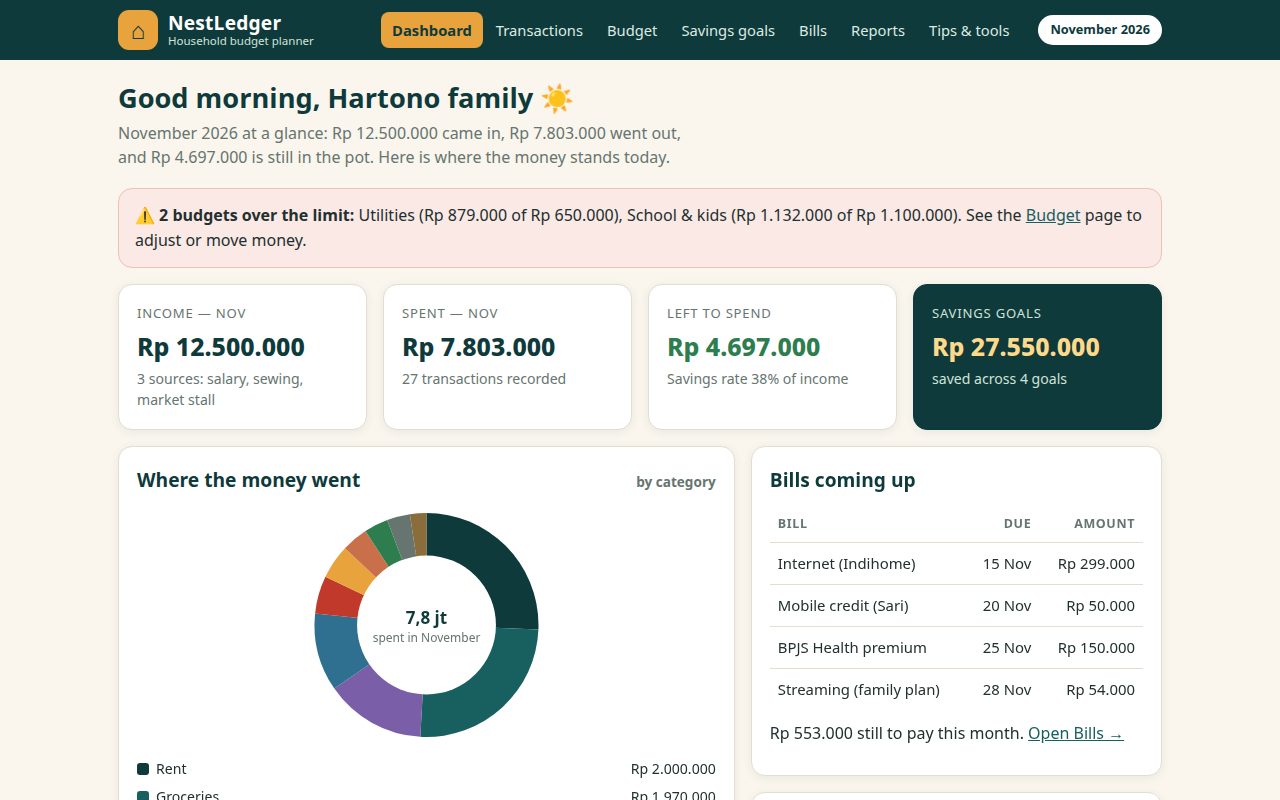 NestLedger
Household budget planner
Dashboard
Transactions
Budget
Savings goals
Bills
Reports
Tips & tools
November 2026
Good morning, Hartono family ☀️
November 2026 at a glance: Rp 12.500.000 came in, Rp 7.803.000 went out,
and Rp 4.697.000 is still in the pot. Here is where the money stands today.
⚠️ 2 budgets over the limit: Utilities (Rp 879.000 of Rp 650.000), School & kids (Rp 1.132.000 of Rp 1.100.000). See the Budget page to
adjust or move money.
INCOME — NOV
Rp 12.500.000
3 sources: salary, sewing,
market stall
SPENT — NOV
Rp 7.803.000
27 transactions recorded
LEFT TO SPEND
Rp 4.697.000
Savings rate 38% of income
SAVINGS GOALS
Rp 27.550.000
saved across 4 goals
Where the money went
by category
7,8 jt
spent in November
Rent Rp 2.000.000
Groceries Rp 1.970.000
Bills coming up
BILL DUE AMOUNT
Internet (Indihome) 15 Nov Rp 299.000
Mobile credit (Sari) 20 Nov Rp 50.000
BPJS Health premium 25 Nov Rp 150.000
Streaming (family plan) 28 Nov Rp 54.000
Rp 553.000 still to pay this month. Open Bills →